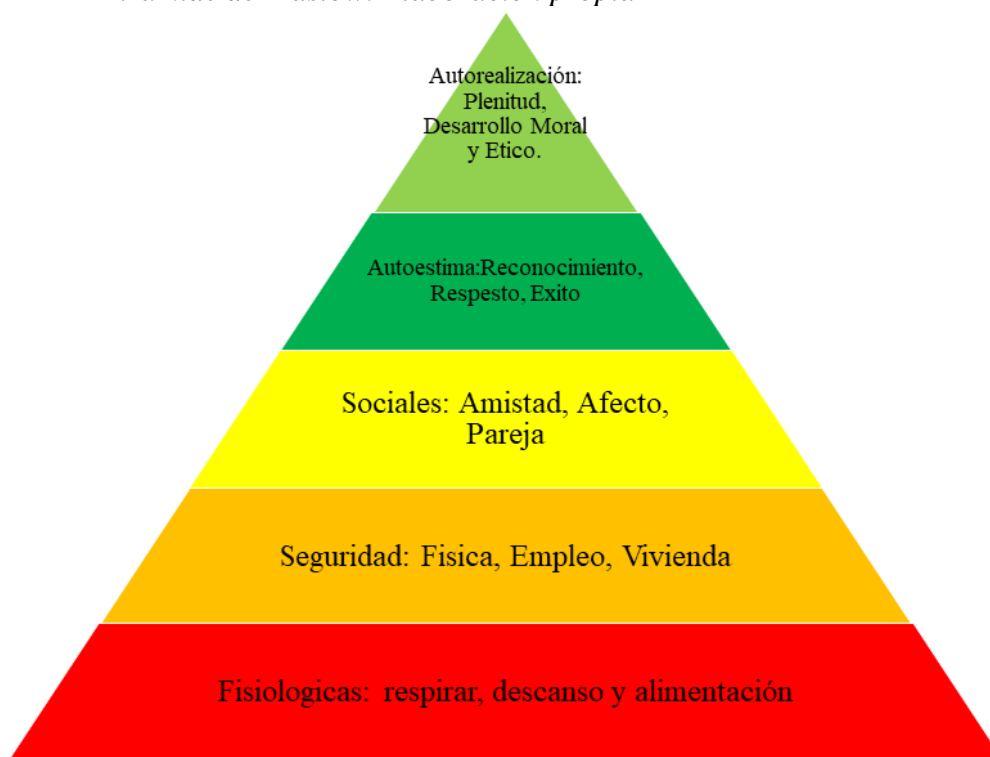 Autorealización:
Plenitud,
Desarrollo Moral
y Etico.
Autoestima:Reconocimiento,
Respesto, Exito
Sociales: Amistad, Afecto,
Pareja
Seguridad: Fisica, Empleo, Vivienda
Fisiologicas: respirar, descanso y alimentación